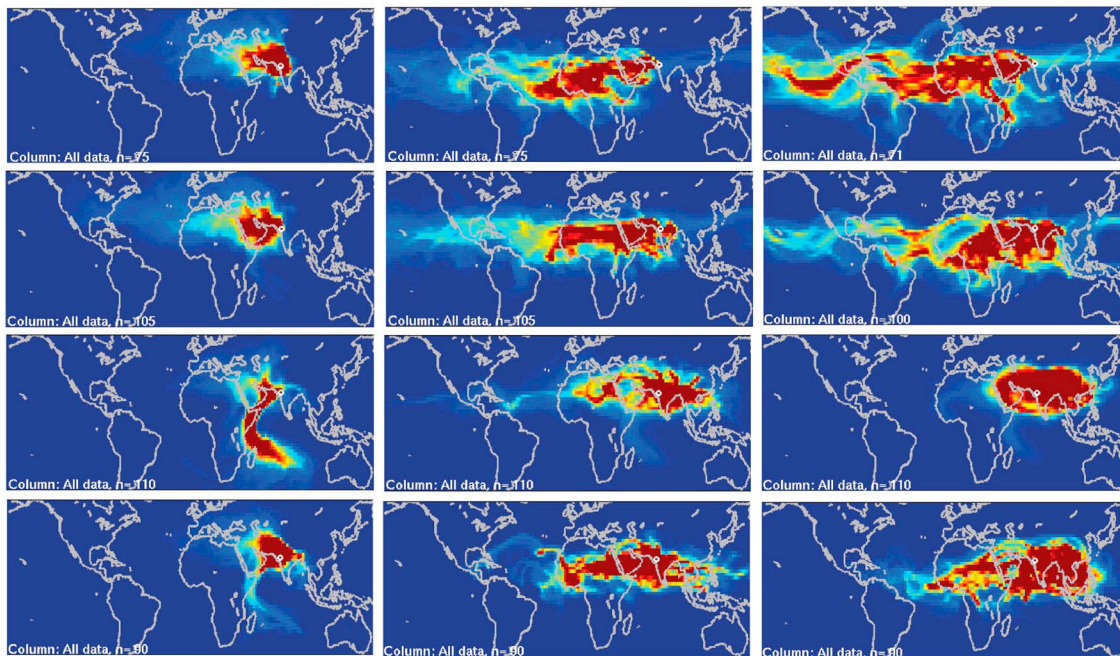 Column: All data, n= 75
Column: All data, n= 75
Column: All data, n= 71
Column: All data, n= 105
Column: All data, n= 105
Column: All data, n= 100
Column: All data, n= 110
Column: All data, n= 110
Column: All data, n= 110
Column: All data, n= 90
Column: All data, n= 90
Column: All data, n= 90